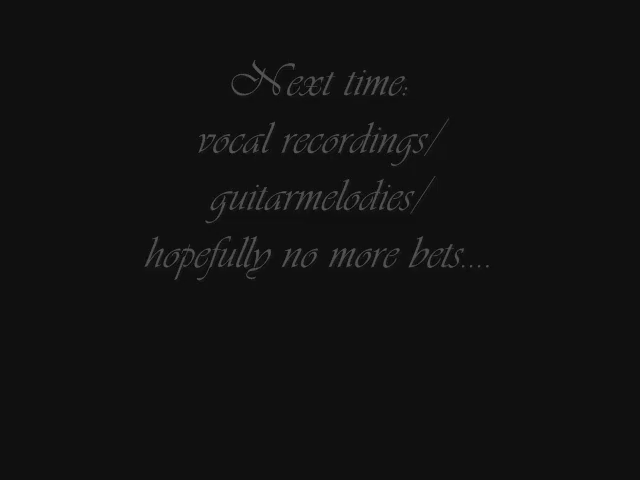 Next time:
vocal recordings/
guitarmelodies/
hopefully no more bets....